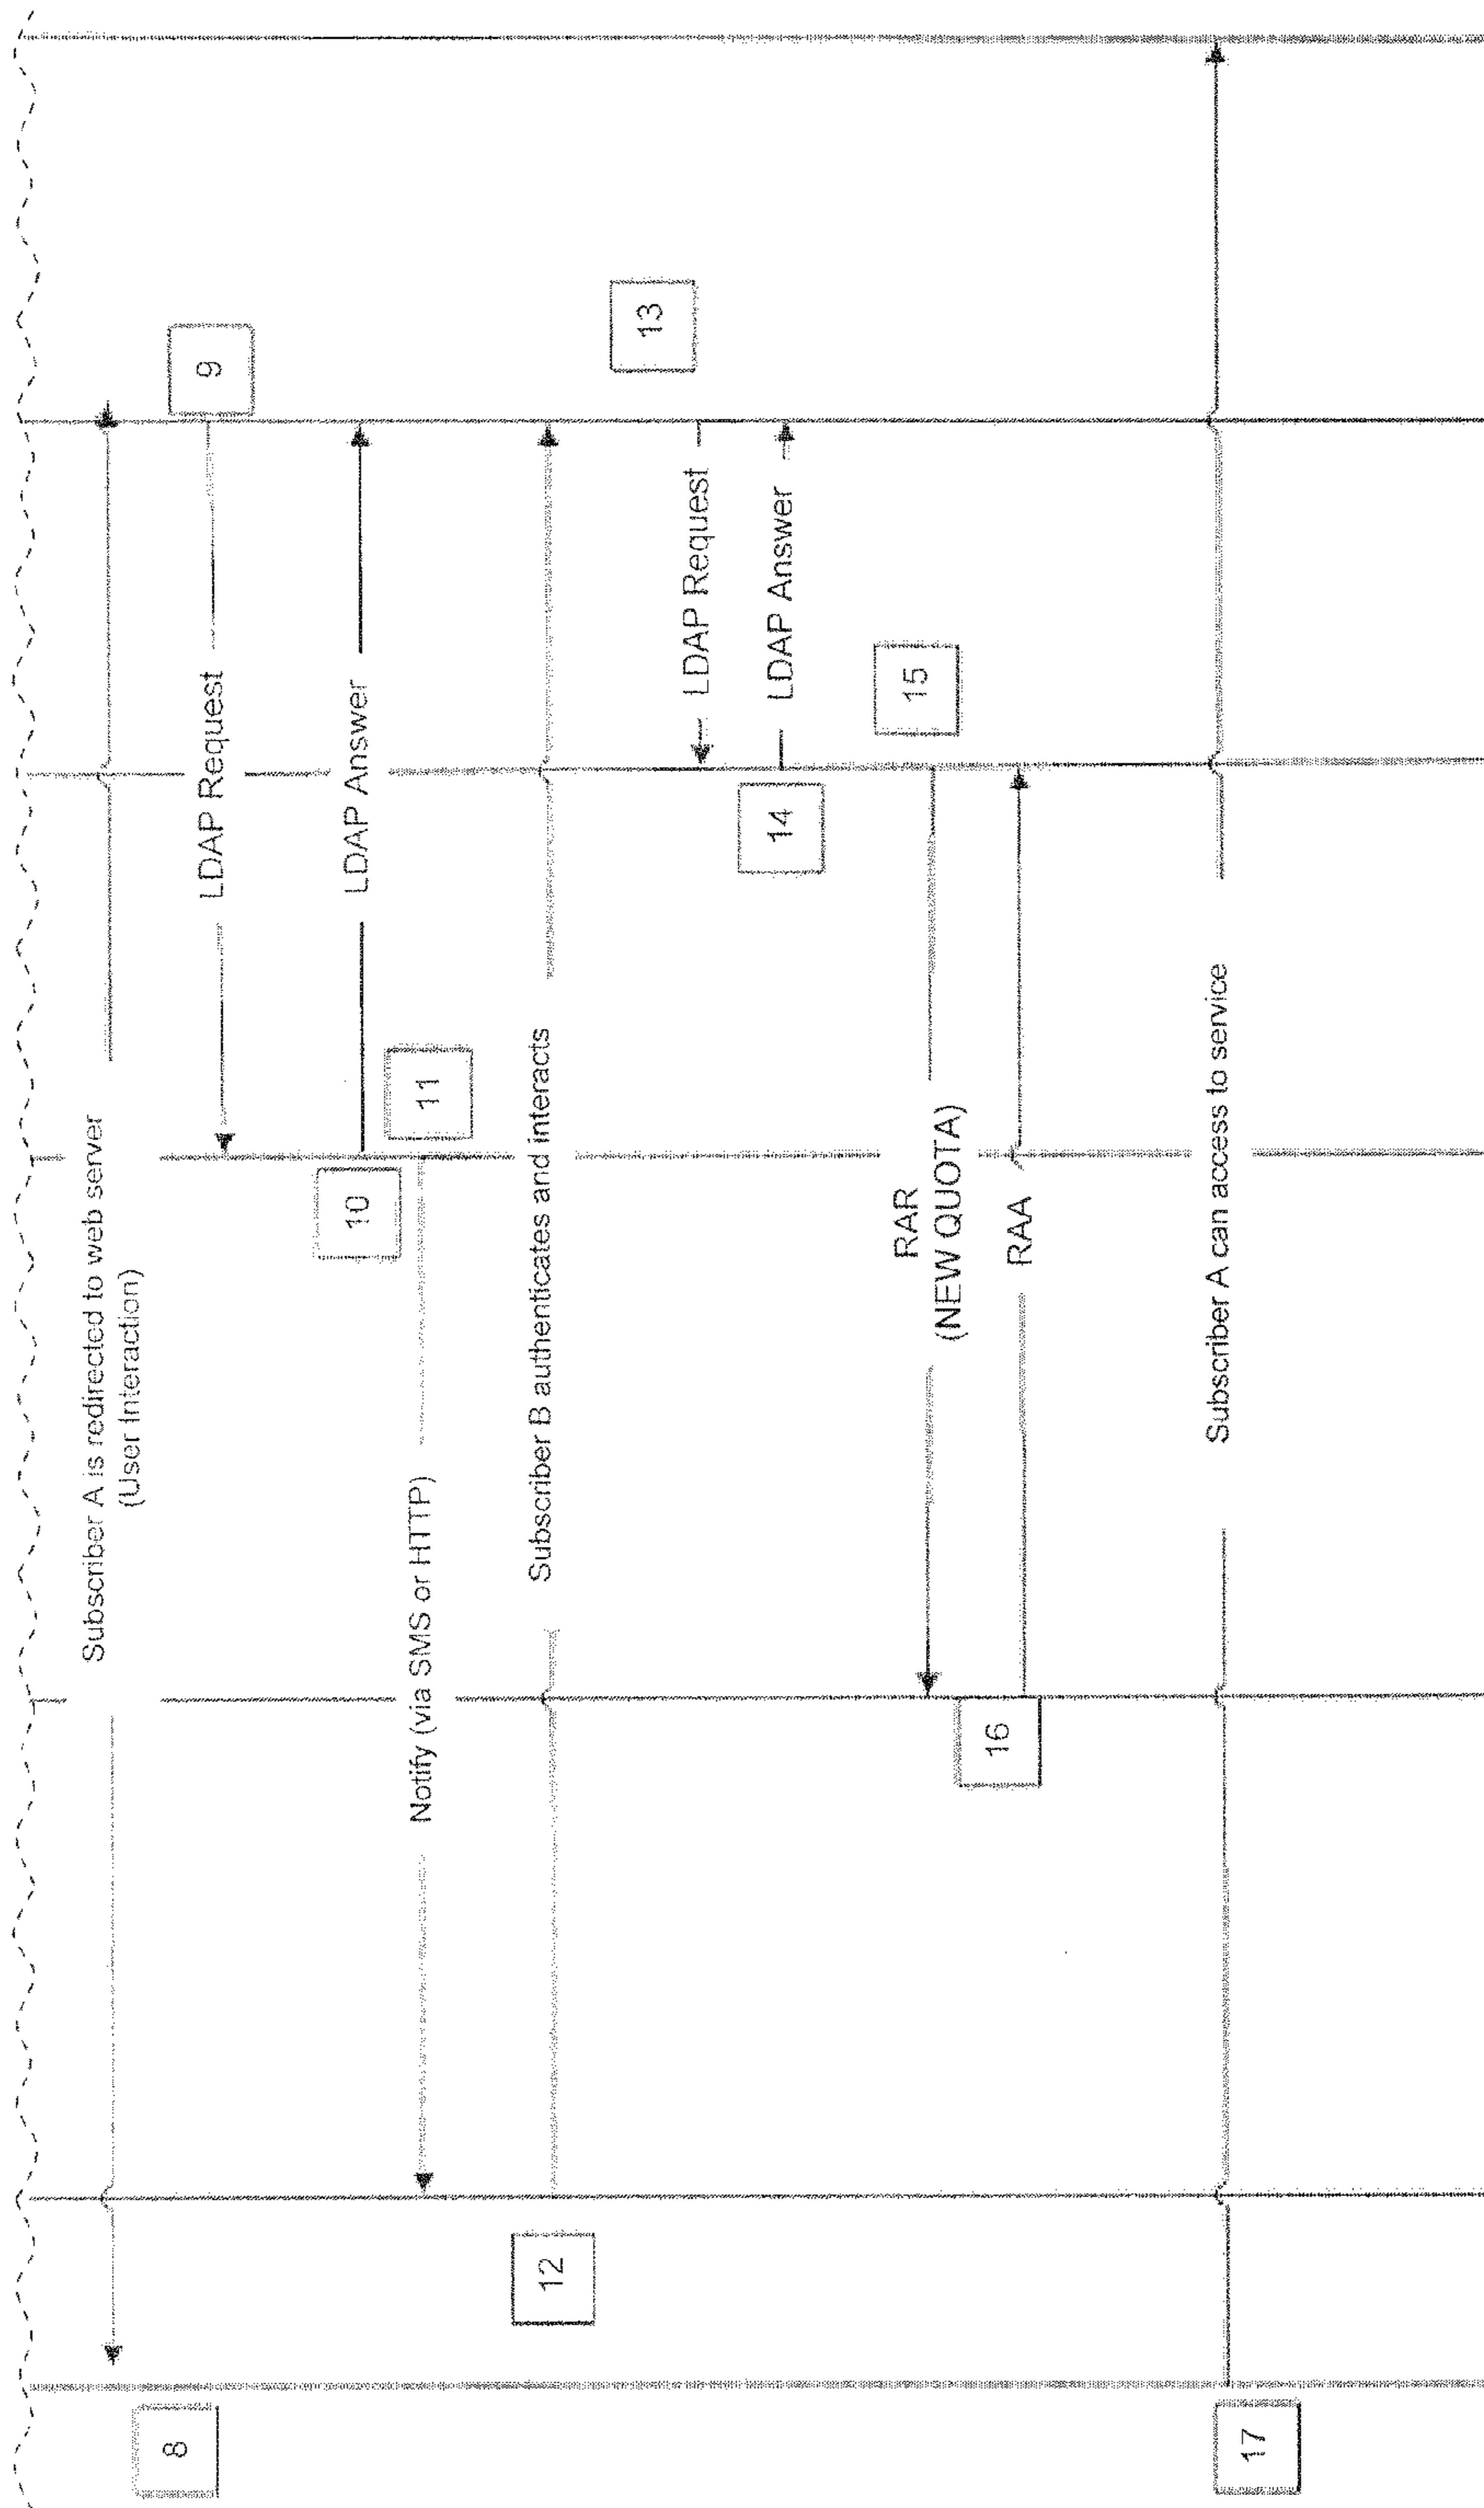 8
Subscriber A is redirected to web server
(User Interaction)
9
LDAP Request
10
LDAP Answer
11
Notify (via SMS or HTTP)
12
Subscriber B authenticates and interacts
13
LDAP Request
14
LDAP Answer
15
RAR
(NEW QUOTA)
16
RAA
17
Subscriber A can access to service